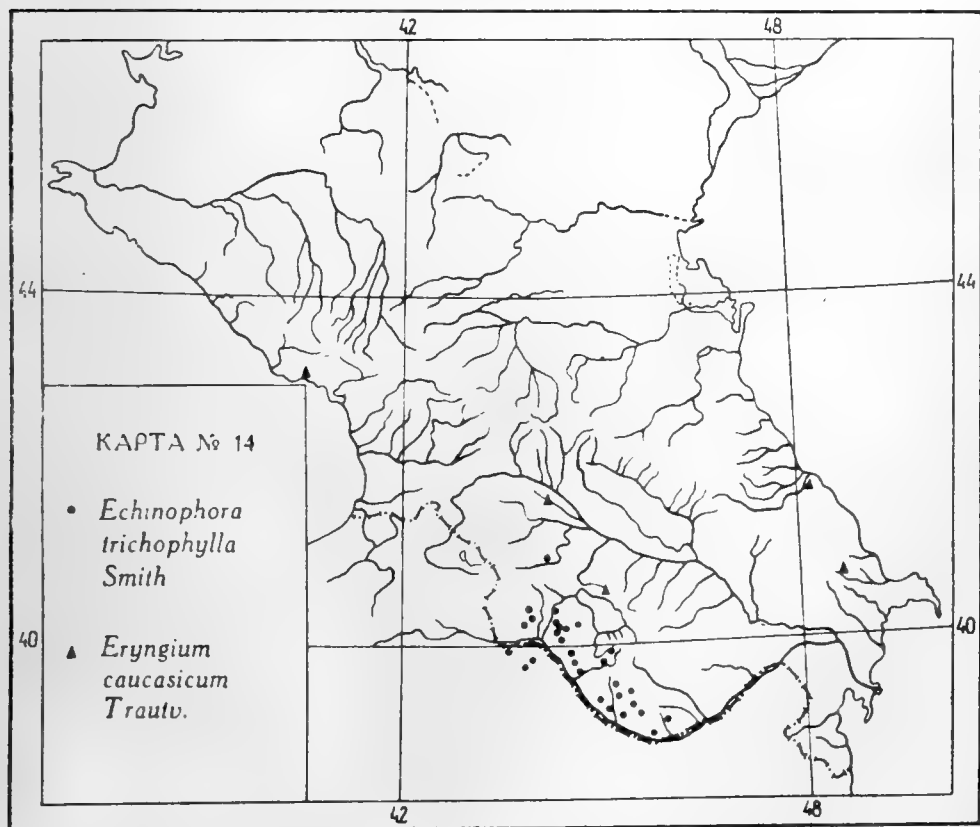 42 48
44 44
КАРТА № 14
Echinophora
trichophylla
Smith
40 40
Eryngium
caucasicum
Trautv.
42 48